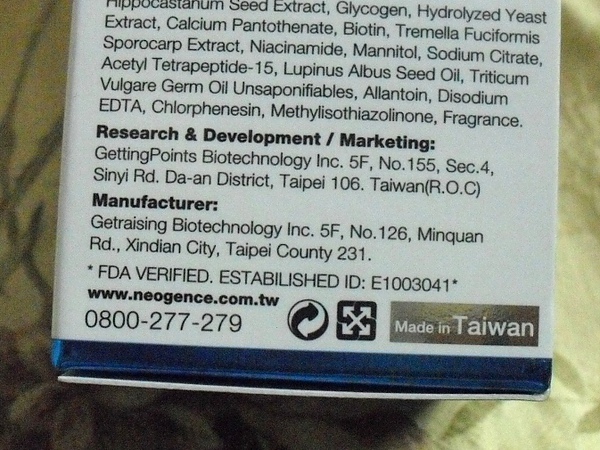 Hippocastanum Seed Extract, Glycogen, Hydrolyzed Yeast
Extract, Calcium Pantothenate, Biotin, Tremella Fuciformis
Sporocarp Extract, Niacinamide, Mannitol, Sodium Citrate,
Acetyl Tetrapeptide-15, Lupinus Albus Seed Oil, Triticum
Vulgare Germ Oil Unsaponifiables, Allantoin, Disodium
EDTA, Chlorphenesin, Methylisothiazolinone, Fragrance.
Research & Development / Marketing:
GettingPoints Biotechnology Inc. 5F, No.155, Sec.4,
Sinyi Rd. Da-an District, Taipei 106. Taiwan(R.O.C)
Manufacturer:
Getraising Biotechnology Inc. 5F, No.126, Minquan
Rd., Xindian City, Taipei County 231.
* FDA VERIFIED. ESTABILISHED ID: E1003041*
www.neogence.com.tw
0800-277-279
Made in Taiwan